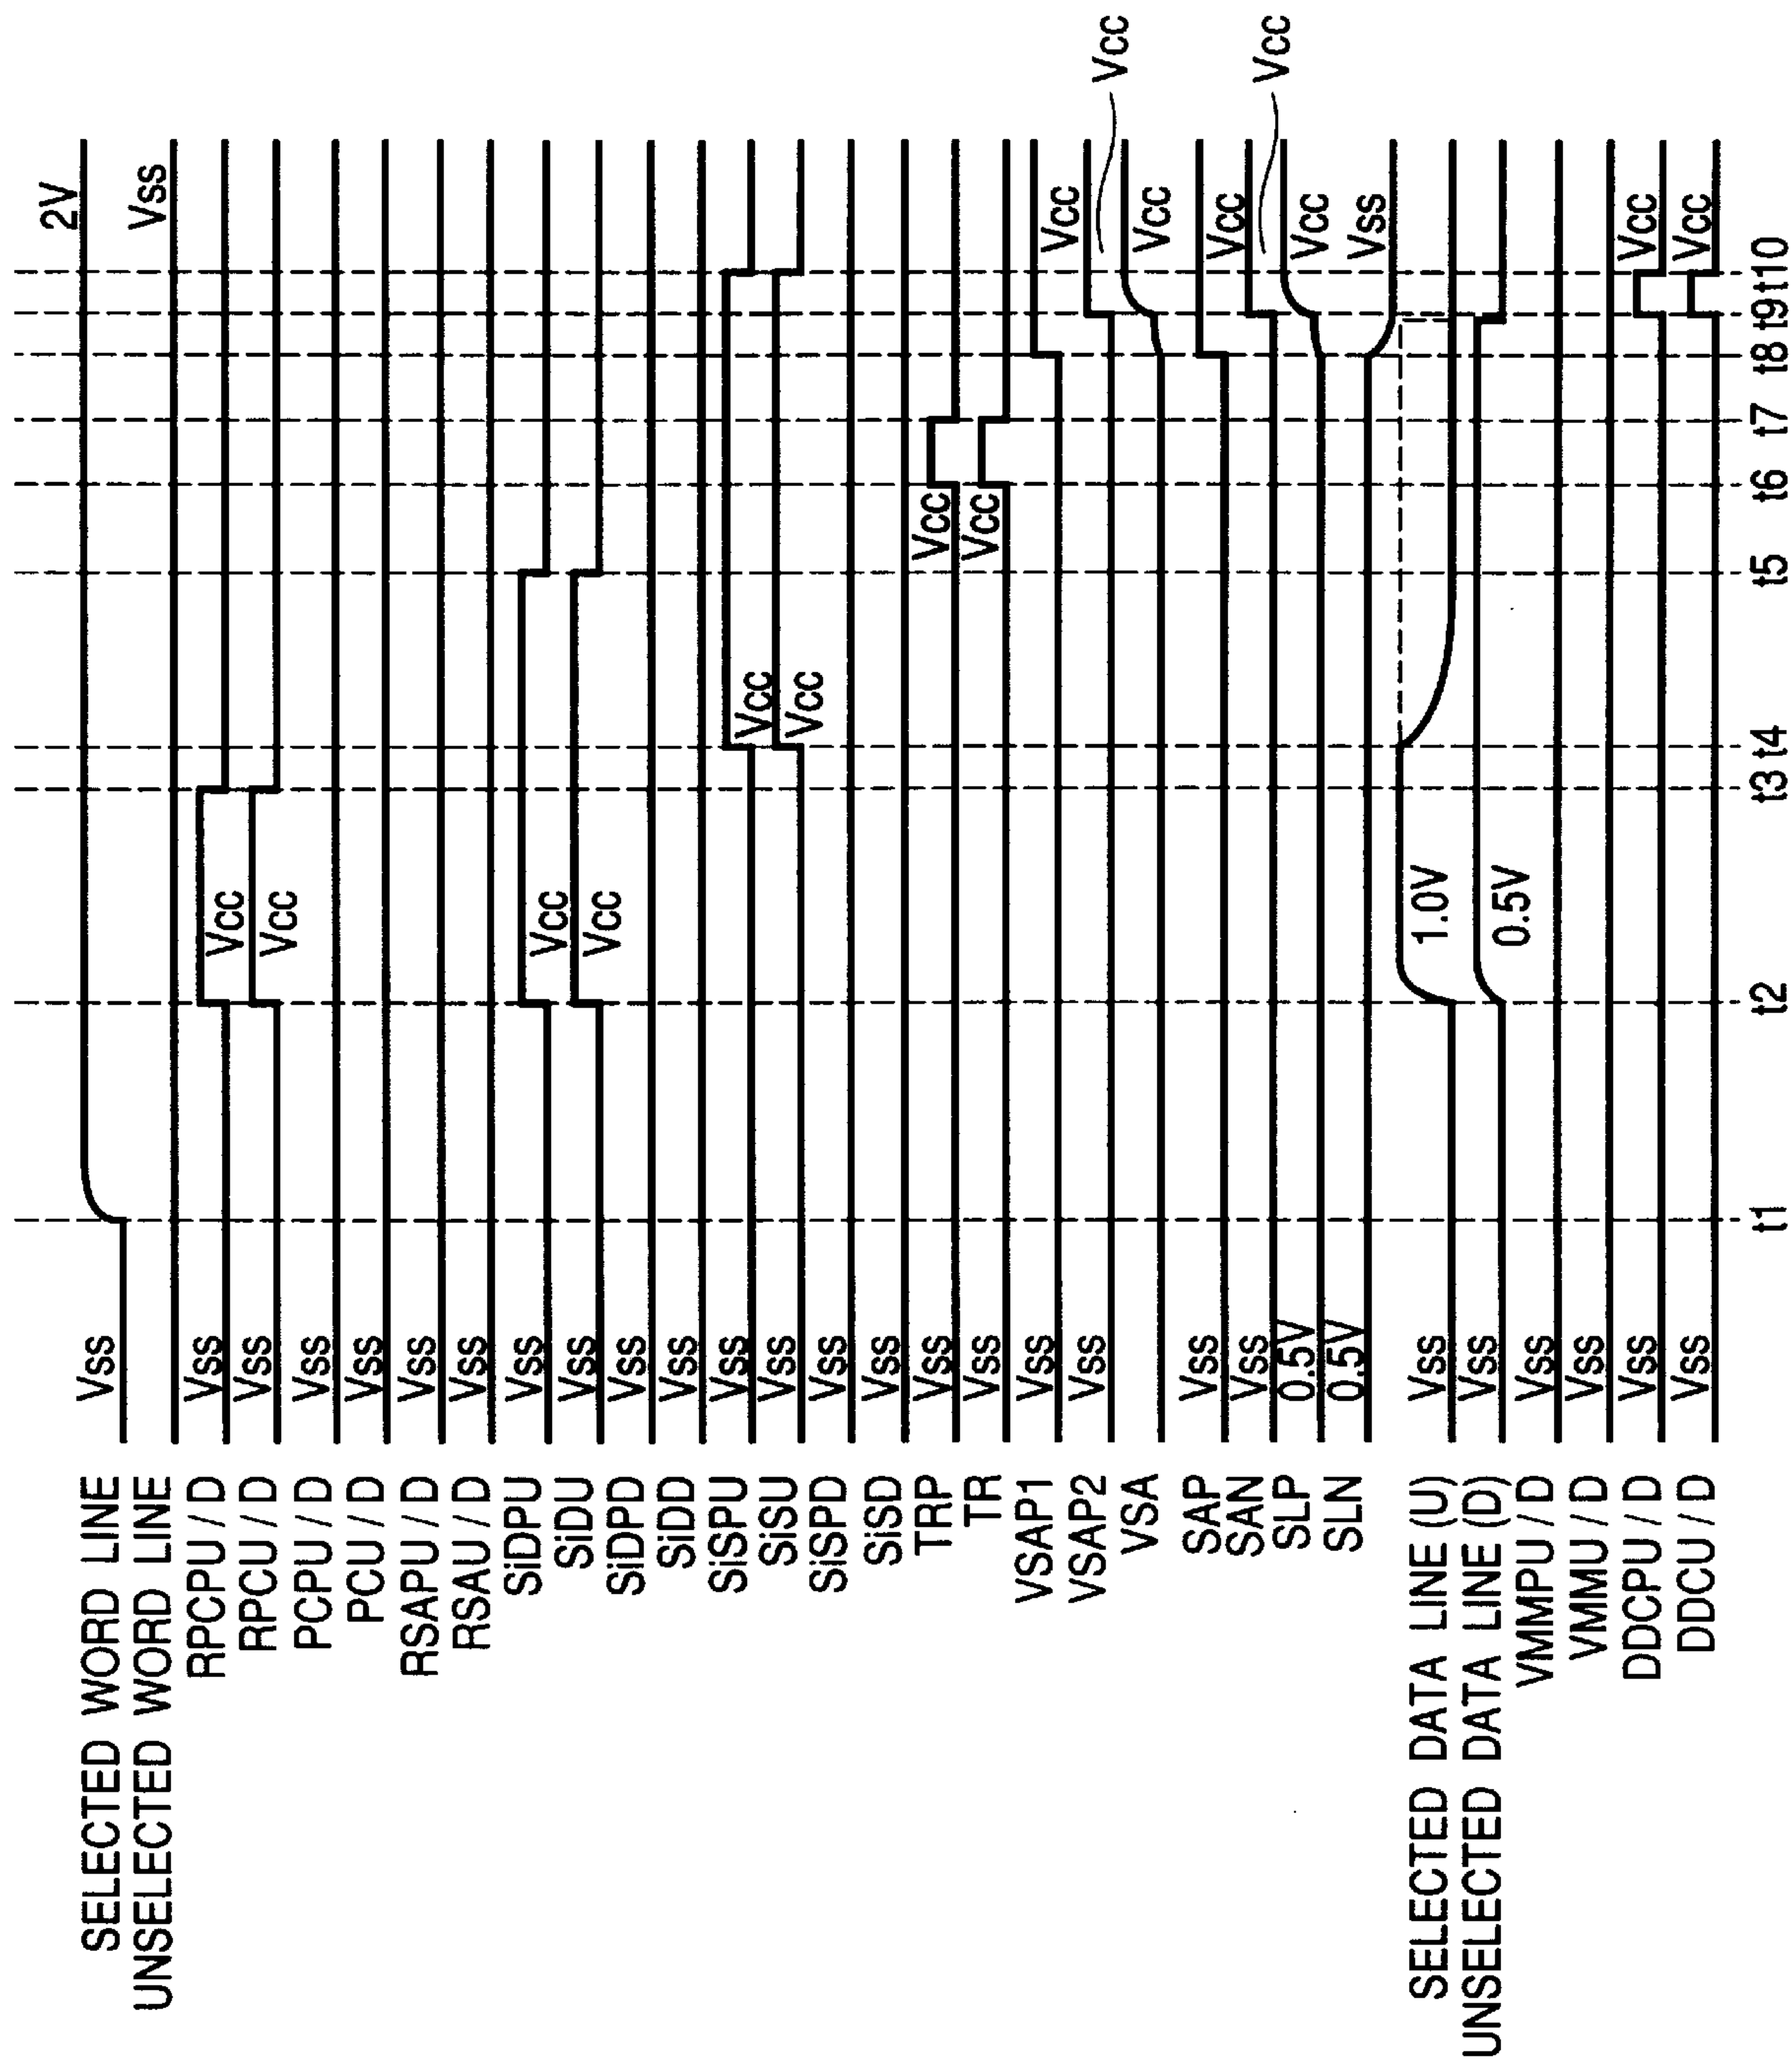 SELECTED WORD LINE Vss 2V
UNSELECTED WORD LINE Vss
RPCPU / D Vss Vcc
RPCU / D Vss Vcc
PCPU / D Vss
PCU / D Vss
RSAPU / D Vss
RSAU / D Vss
SiDPU Vss Vcc
SiDU Vss Vcc
SiDPD Vss
SiDD Vss
SiSPU Vss Vcc
SiSU Vss Vcc
SiSPD Vss
SiSD Vss
TRP Vss Vcc
TR Vss Vcc
VSAP1 Vss Vcc
VSAP2 Vss Vcc
VSA Vcc
SAP Vss Vcc
SAN Vss Vcc
SLP 0.5V Vcc
SLN 0.5V Vss
SELECTED DATA LINE (U) Vss 1.0V
UNSELECTED DATA LINE (D) Vss 0.5V
VMMPU / D Vss
VMMU / D Vss
DDCPU / D Vss Vcc
DDCU / D Vss Vcc
t1 t2 t3 t4 t5 t6 t7 t8 t9 t10